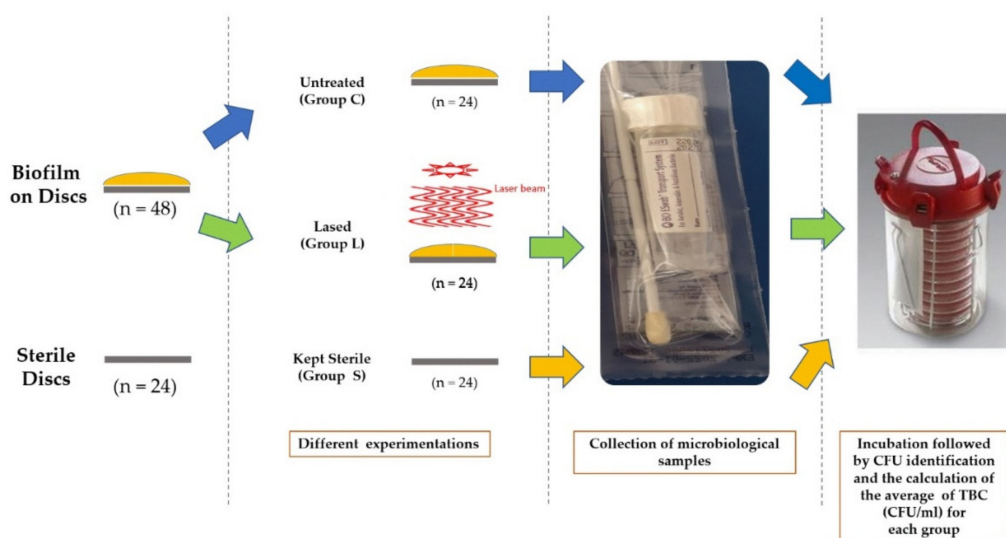 Biofilm
on Discs
(n = 48)
Sterile
Discs
(n = 24)
Untreated
(Group C)
(n = 24)
Laser beam
Lased
(Group L)
(n = 24)
Kept Sterile
(Group S)
(n = 24)
Different experimentations
Transport System
Collection of microbiological
samples
Incubation followed
by CFU identification
and the calculation of
the average of TBC
(CFU/ml) for
each group